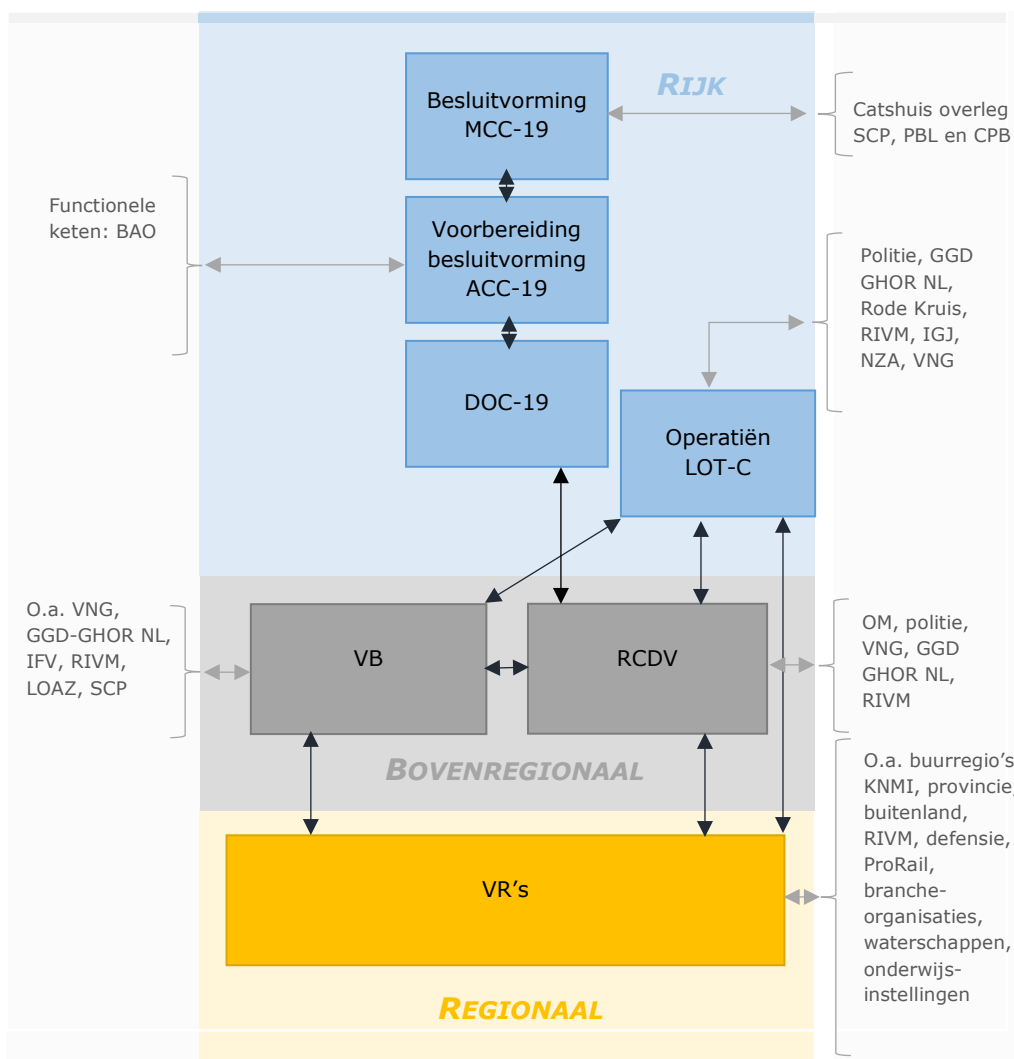 RIJK
Besluitvorming
MCC-19
Catshuis overleg
SCP, PBL en CPB
Functionele
keten: BAO
Voorbereiding
besluitvorming
ACC-19
Politie, GGD
GHOR NL,
Rode Kruis,
RIVM, IGJ,
NZA, VNG
DOC-19
Operatiën
LOT-C
O.a. VNG,
GGD-GHOR NL,
IFV, RIVM,
LOAZ, SCP
VB
RCDV
OM, politie,
VNG, GGD
GHOR NL,
RIVM
BOVENREGIONAAL
O.a. buurregio's
KNMI, provincie,
buitenland,
RIVM, defensie,
ProRail,
branche-
organisaties,
waterschappen,
onderwijs-
instellingen
VR's
REGIONAAL